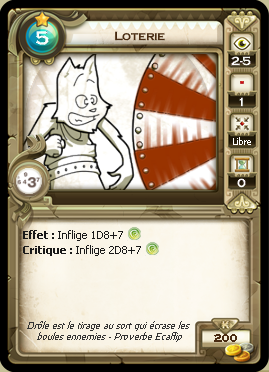 5
LOTERIE
2-5
1
Libre
0
3
Effet : Inflige 1D8+7
Critique : Inflige 2D8+7
Drôle est le tirage au sort qui écrase les
boules ennemies - Proverbe Ecaflip
K
200